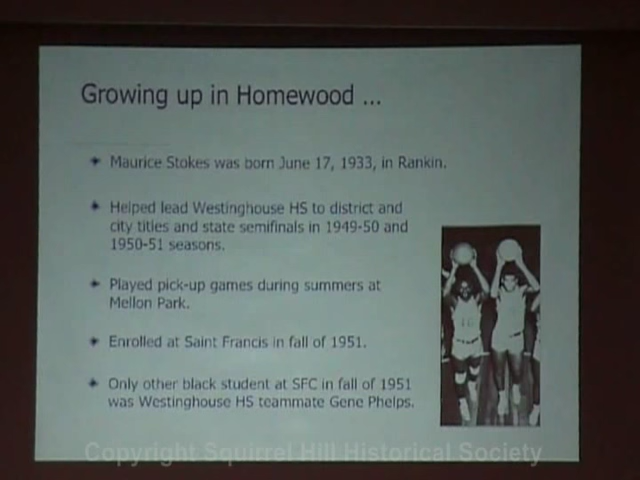 Growing up in Homewood ...
Maurice Stokes was born June 17, 1933, in Rankin.
Helped lead Westinghouse HS to district and
city titles and state semifinals in 1949-50 and
1950-51 seasons.
Played pick-up games during summers at
Mellon Park.
Enrolled at Saint Francis in fall of 1951.
Only other black student at SFC in fall of 1951
was Westinghouse HS teammate Gene Phelps.
Copyright Squirrel Hill Historical Society